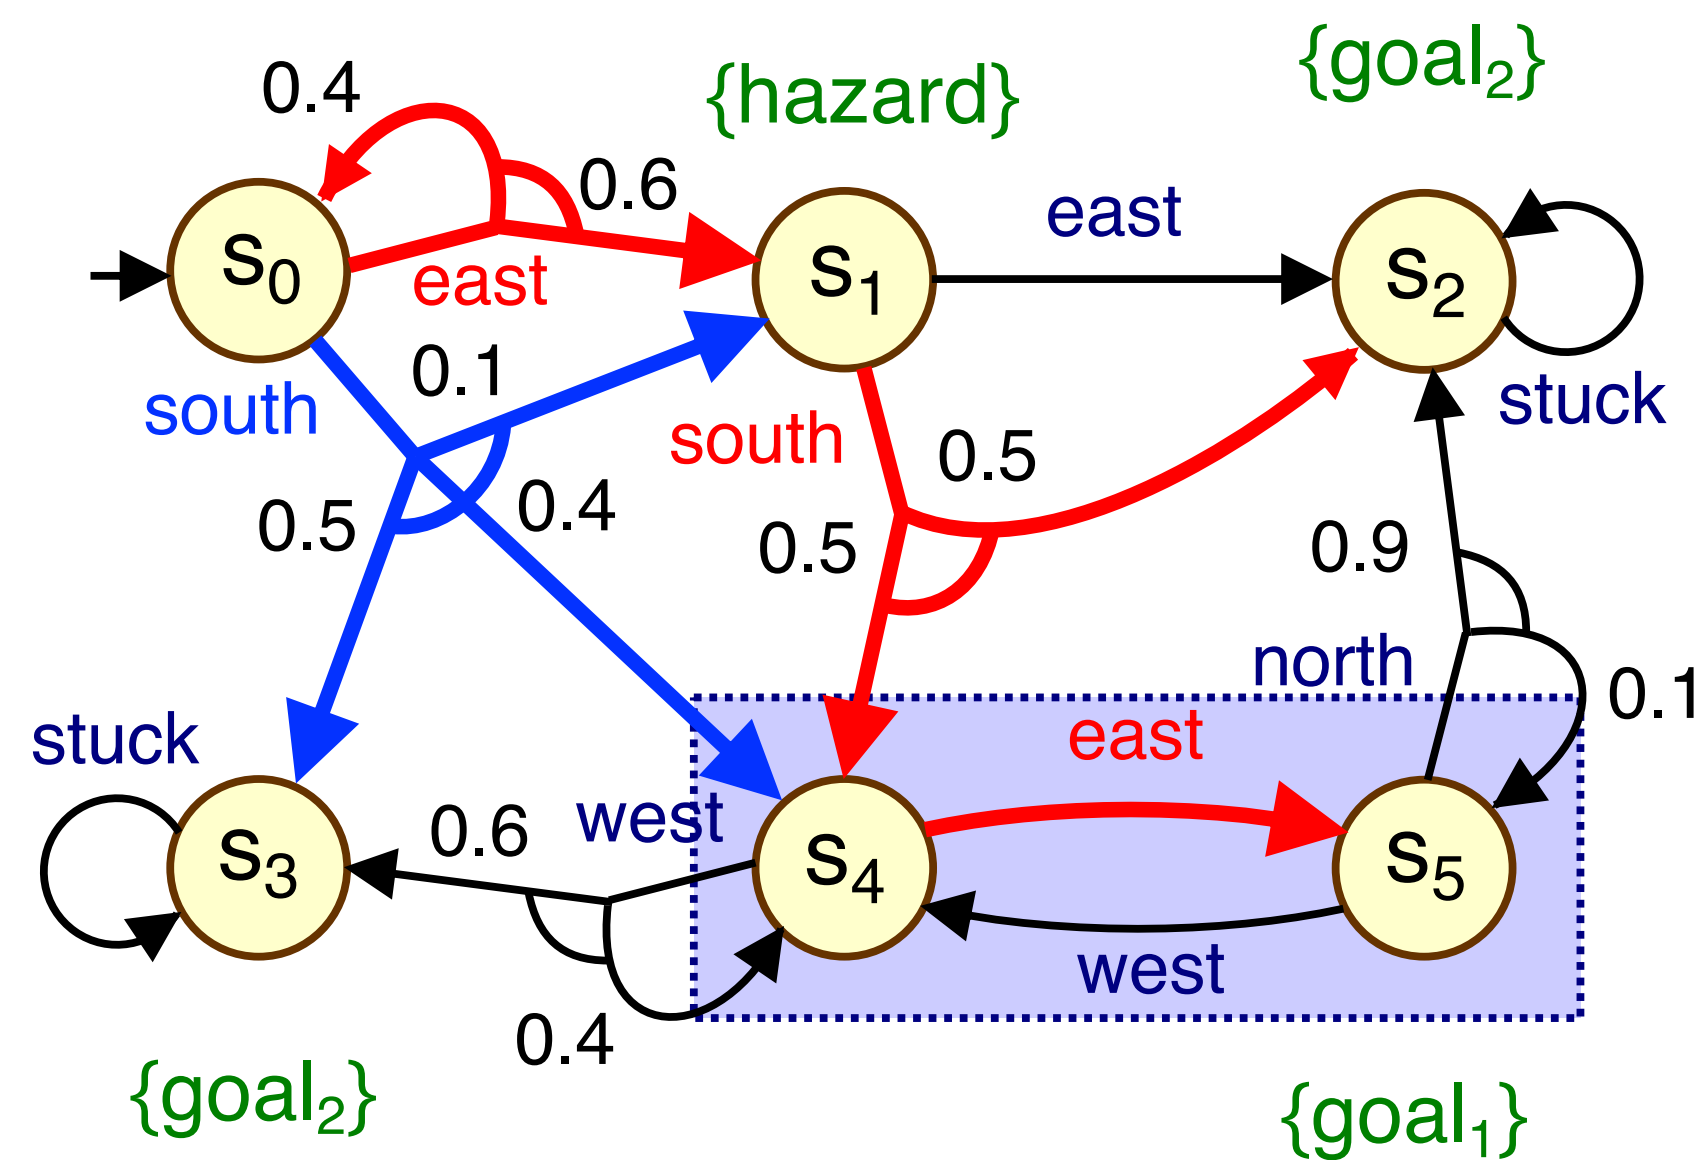 {goal₂}
0.4
{hazard}
0.6
east
s₀
s₁
s₂
east
0.1
south
stuck
south
0.5
0.4
0.5
0.5
0.9
north
0.1
stuck
east
west
0.6
s₃
s₄
s₅
west
0.4
{goal₂}
{goal₁}